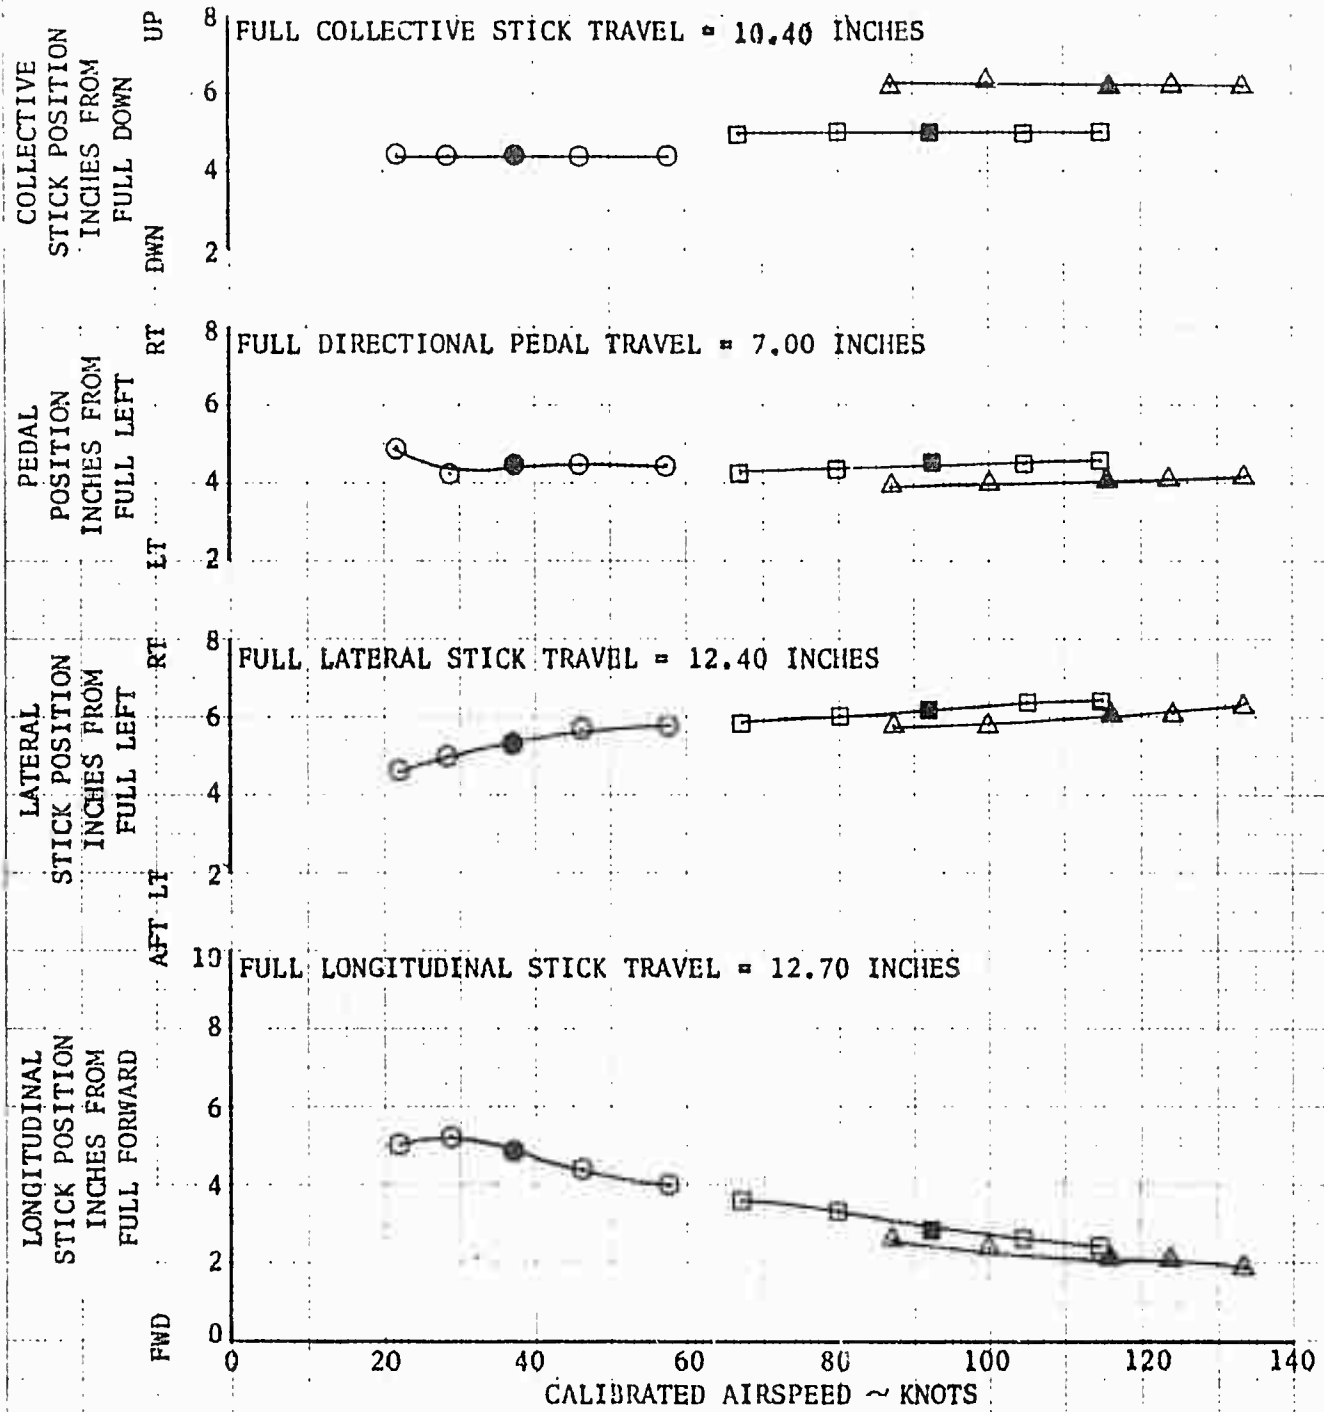 COLLECTIVE
STICK POSITION
INCHES FROM
FULL DOWN
DWN UP
8
6
4
2
FULL COLLECTIVE STICK TRAVEL = 10.40 INCHES
PEDAL
POSITION
INCHES FROM
FULL LEFT
LT RT
8
6
4
2
FULL DIRECTIONAL PEDAL TRAVEL = 7.00 INCHES
LATERAL
STICK POSITION
INCHES FROM
FULL LEFT
LT RT
8
6
4
2
FULL LATERAL STICK TRAVEL = 12.40 INCHES
LONGITUDINAL
STICK POSITION
INCHES FROM
FULL FORWARD
FWD AFT
10
8
6
4
2
0
FULL LONGITUDINAL STICK TRAVEL = 12.70 INCHES
0 20 40 60 80 100 120 140
CALIBRATED AIRSPEED ~ KNOTS